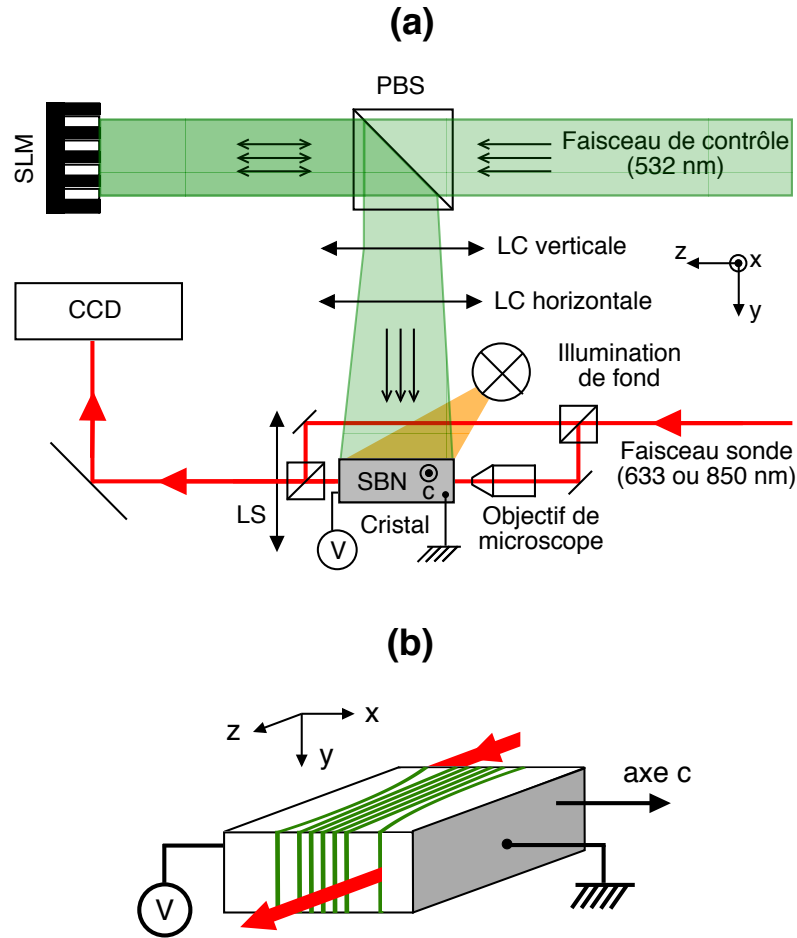 (a)
PBS
SLM
Faisceau de contrôle
(532 nm)
LC verticale
z
x
y
LC horizontale
CCD
Illumination
de fond
Faisceau sonde
(633 ou 850 nm)
SBN
c
LS
V
Cristal
Objectif de
microscope
(b)
z
x
y
axe c
V